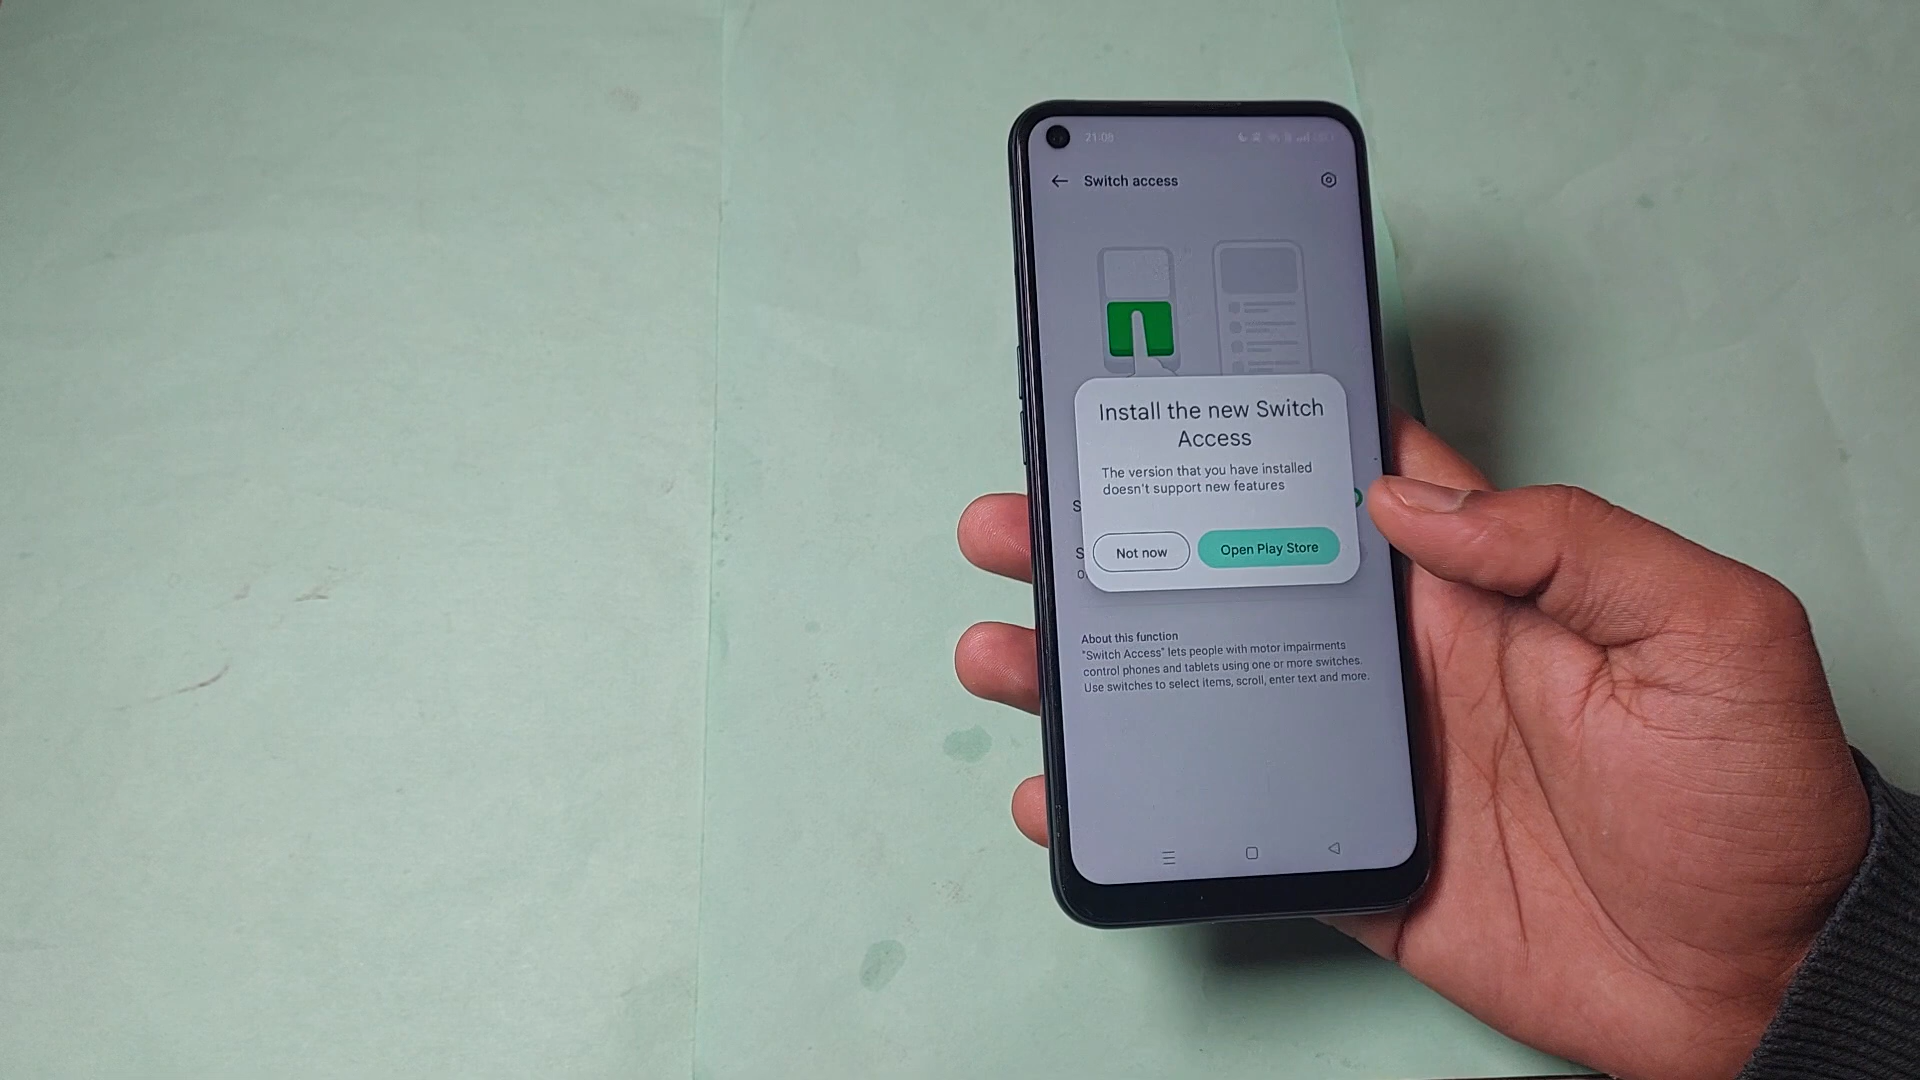 21:08
Switch access
Install the new Switch
Access
The version that you have installed
doesn't support new features
S
S
Not now
Open Play Store
About this function
"Switch Access" lets people with motor impairments
control phones and tablets using one or more switches.
Use switches to select items, scroll, enter text and more.